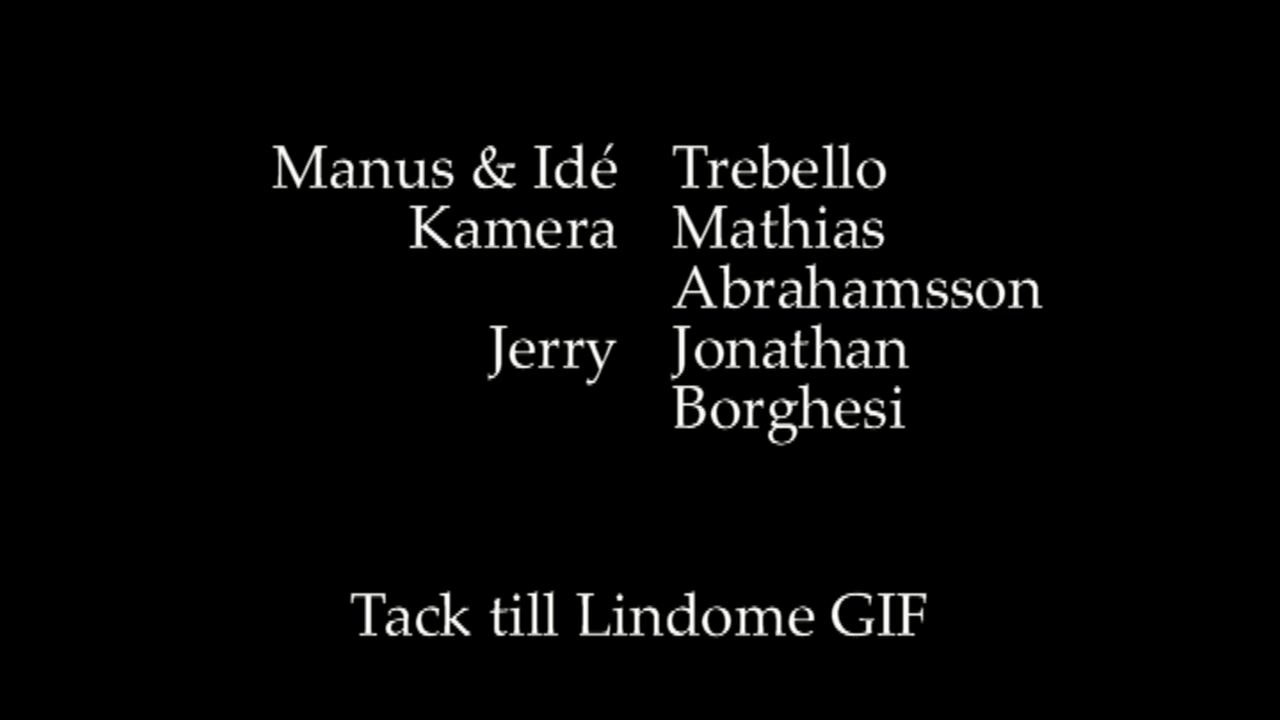 Manus & Idé Trebello
Kamera Mathias
Abrahamsson
Jerry Jonathan
Borghesi
Tack till Lindome GIF